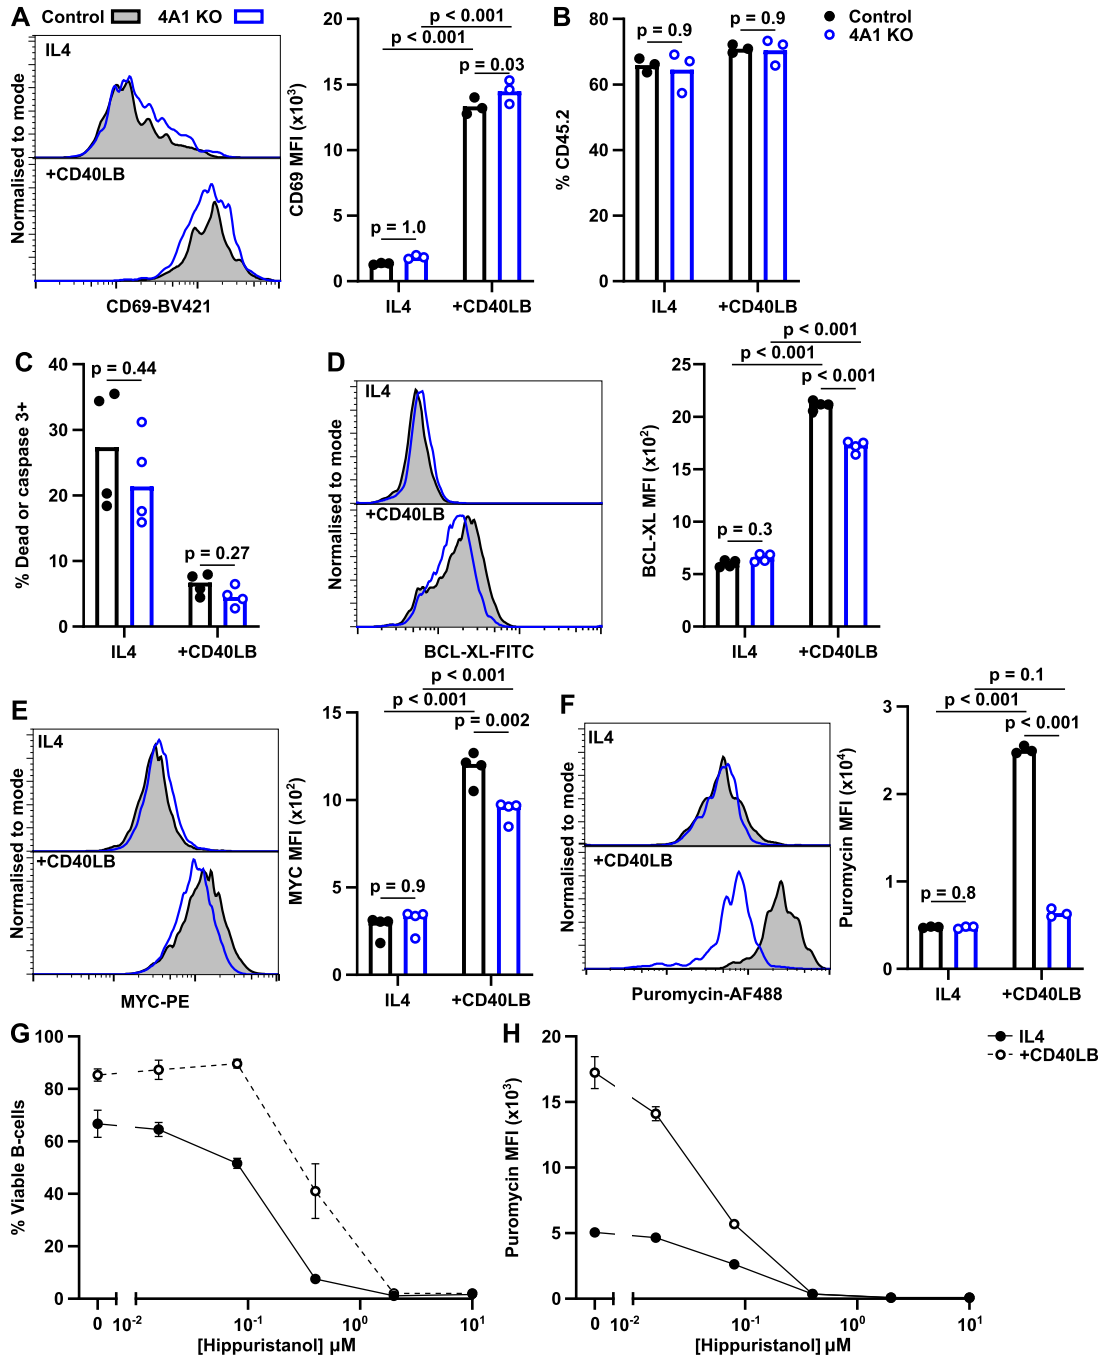 A
Control
4A1 KO
IL4
+CD40LB
Normalised to mode
CD69-BV421
p < 0.001
p < 0.001
p = 0.03
p = 1.0
CD69 MFI (x10³)
20
15
10
5
0
IL4
+CD40LB
B
Control
4A1 KO
p = 0.9
p = 0.9
% CD45.2
80
60
40
20
0
IL4
+CD40LB
C
p = 0.44
p = 0.27
% Dead or caspase 3+
40
30
20
10
0
IL4
+CD40LB
D
IL4
+CD40LB
Normalised to mode
BCL-XL-FITC
p < 0.001
p < 0.001
p < 0.001
p = 0.3
BCL-XL MFI (x10²)
25
20
15
10
5
0
IL4
+CD40LB
E
IL4
+CD40LB
Normalised to mode
MYC-PE
p < 0.001
p < 0.001
p = 0.002
p = 0.9
MYC MFI (x10²)
15
10
5
0
IL4
+CD40LB
F
IL4
+CD40LB
Normalised to mode
Puromycin-AF488
p = 0.1
p < 0.001
p < 0.001
p = 0.8
Puromycin MFI (x10⁴)
3
2
1
0
IL4
+CD40LB
G
% Viable B-cells
100
80
60
40
20
0
0 10⁻² 10⁻¹ 10⁰ 10¹
[Hippuristanol] µM
H
IL4
+CD40LB
Puromycin MFI (x10³)
20
15
10
5
0
0 10⁻² 10⁻¹ 10⁰ 10¹
[Hippuristanol] µM